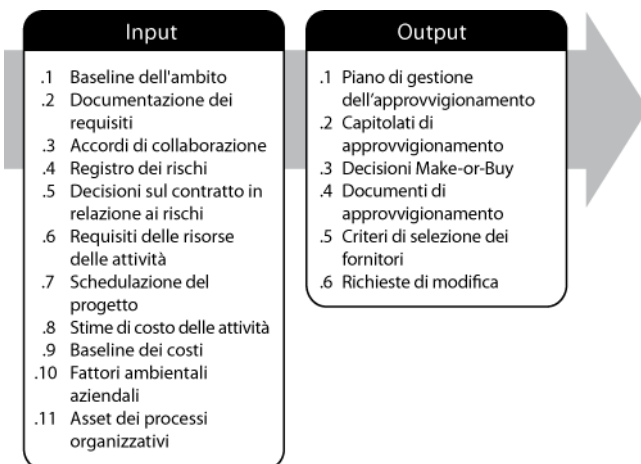 Input
.1 Baseline dell'ambito
.2 Documentazione dei
requisiti
.3 Accordi di collaborazione
.4 Registro dei rischi
.5 Decisioni sul contratto in
relazione ai rischi
.6 Requisiti delle risorse
delle attività
.7 Schedulazione del
progetto
.8 Stime di costo delle attività
.9 Baseline dei costi
.10 Fattori ambientali
aziendali
.11 Asset dei processi
organizzativi
Output
.1 Piano di gestione
dell’approvvigionamento
.2 Capitolati di
approvvigionamento
.3 Decisioni Make-or-Buy
.4 Documenti di
approvvigionamento
.5 Criteri di selezione dei
fornitori
.6 Richieste di modifica